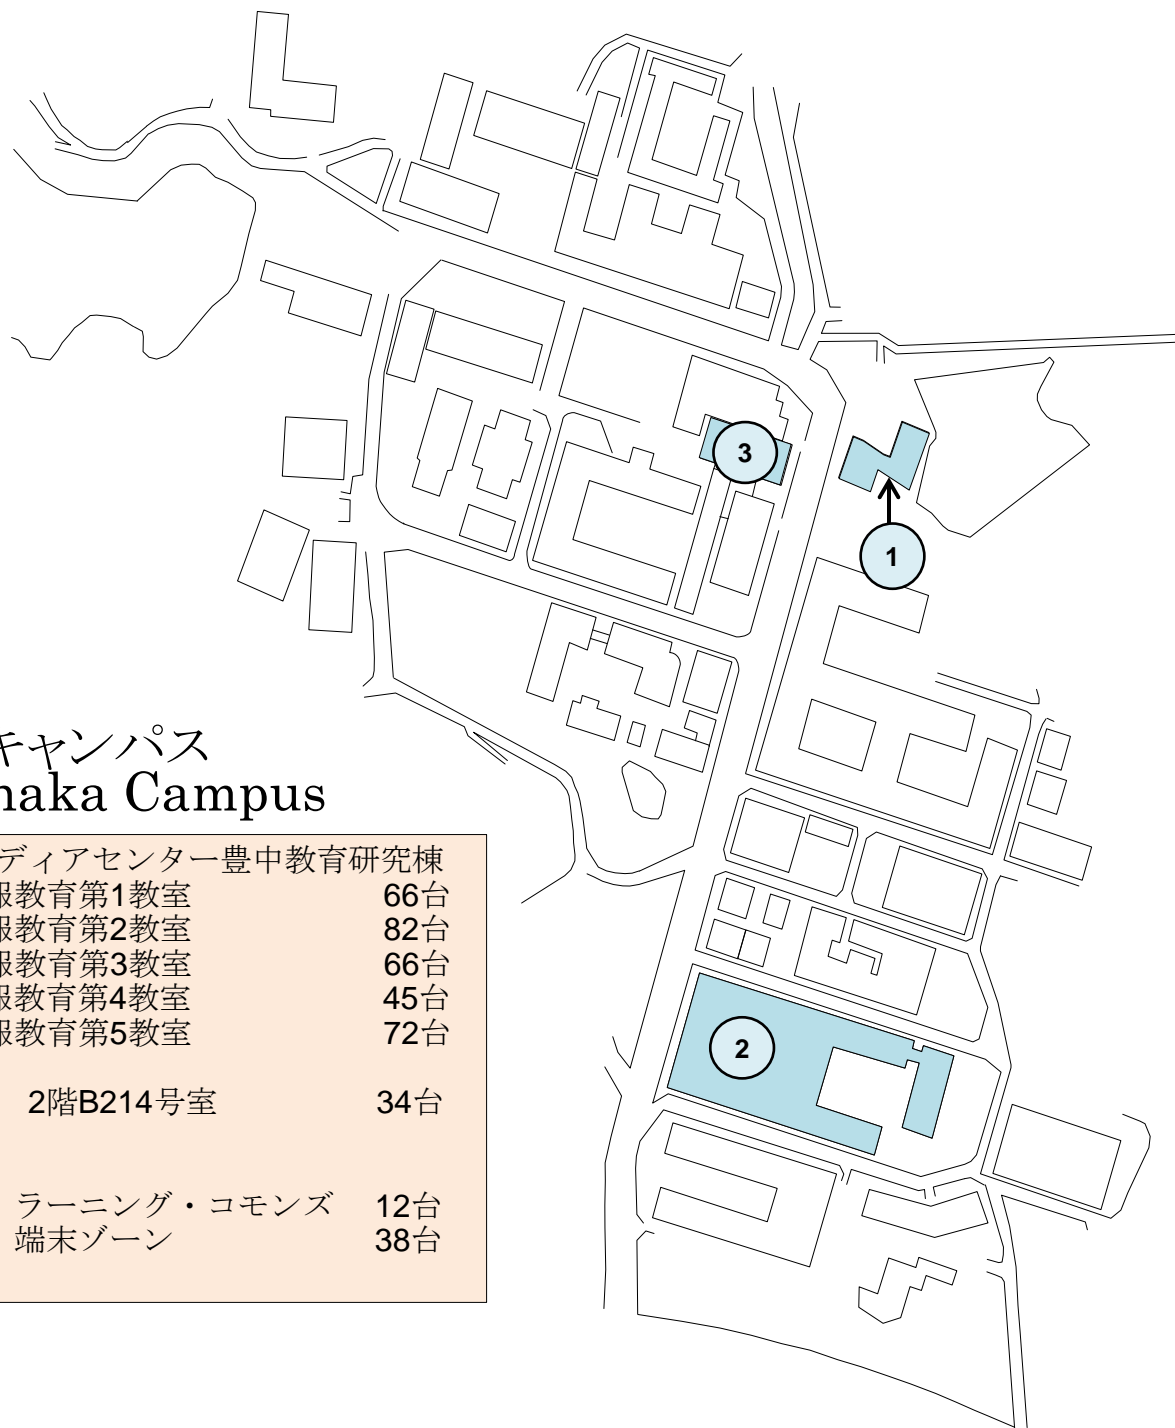 3
1
キャンパス
naka Campus
ディアセンター豊中教育研究棟
報教育第1教室 66台
報教育第2教室 82台
報教育第3教室 66台
報教育第4教室 45台
報教育第5教室 72台
2
2階B214号室 34台
ラーニング・コモンズ 12台
端末ゾーン 38台